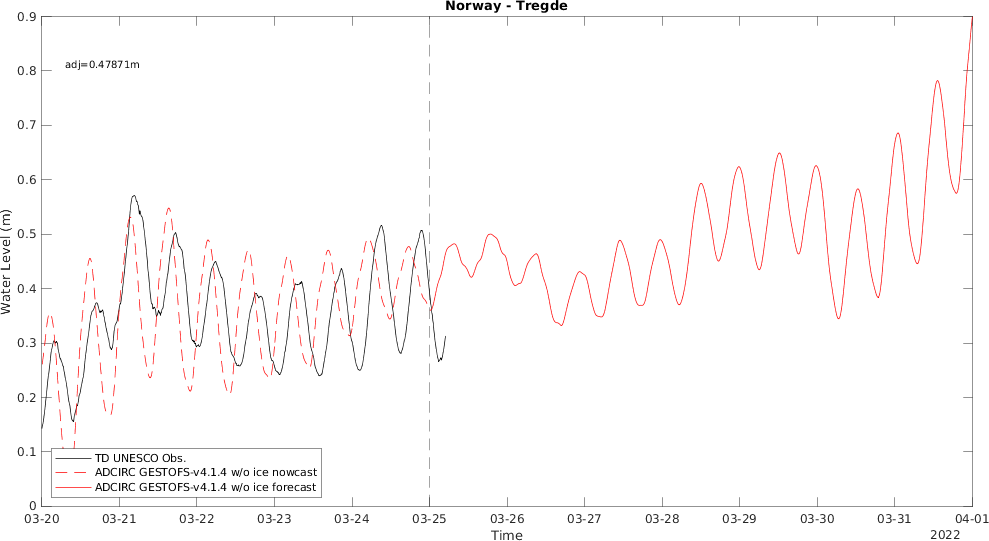 Norway - Tregde
adj=0.47871m
Water Level (m)
0.9
0.8
0.7
0.6
0.5
0.4
0.3
0.2
0.1
0
TD UNESCO Obs.
ADCIRC GESTOFS-v4.1.4 w/o ice nowcast
ADCIRC GESTOFS-v4.1.4 w/o ice forecast
03-20 03-21 03-22 03-23 03-24 03-25 03-26 03-27 03-28 03-29 03-30 03-31 04-01
Time
2022